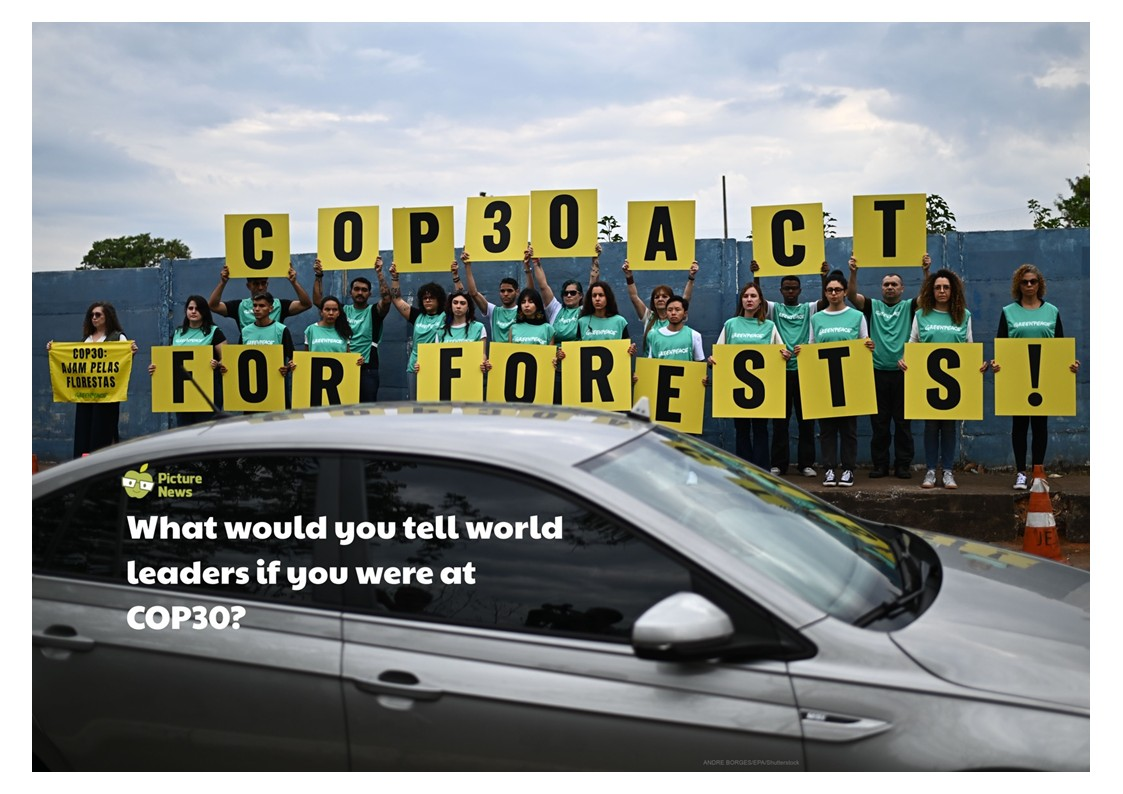 COP30 ACT
COP30:
AJAM PELAS
FLORESTAS
FOR FORESTS!
GREENPEACE
Picture
News
What would you tell world
leaders if you were at
COP30?
ANDRE BORGES/EPA/Shutterstock